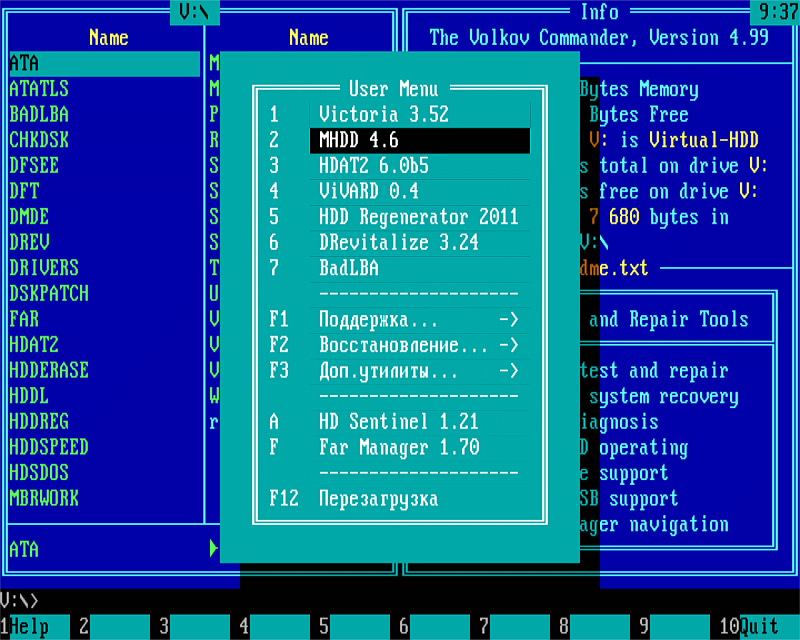 V:\ Info 9:37
Name Name The Volkov Commander, Version 4.99
ATA M
ATATLS M Bytes Memory
BADLBA P Bytes Free
CHKDSK R V: is Virtual-HDD
DFSEE S s total on drive V:
DFT S s free on drive V:
DMDE S 7 680 bytes in
DREV S V:\
DRIVERS T dme.txt
DSKPATCH U
FAR V and Repair Tools
HDAT2 V
HDDERASE V test and repair
HDDL W system recovery
HDDREG r iagnosis
HDDSPEED D operating
HDSDOS e support
MBRWORK SB support
ager navigation
ATA
User Menu
1 Victoria 3.52
2 MHDD 4.6
3 HDAT2 6.0b5
4 ViVARD 0.4
5 HDD Regenerator 2011
6 DRevitalize 3.24
7 BadLBA
--------------------
F1 Поддержка... ->
F2 Восстановление... ->
F3 Доп.утилиты... ->
--------------------
A HD Sentinel 1.21
F Far Manager 1.70
--------------------
F12 Перезагрузка
V:\>
1Help 2 3 4 5 6 7 8 9 10Quit